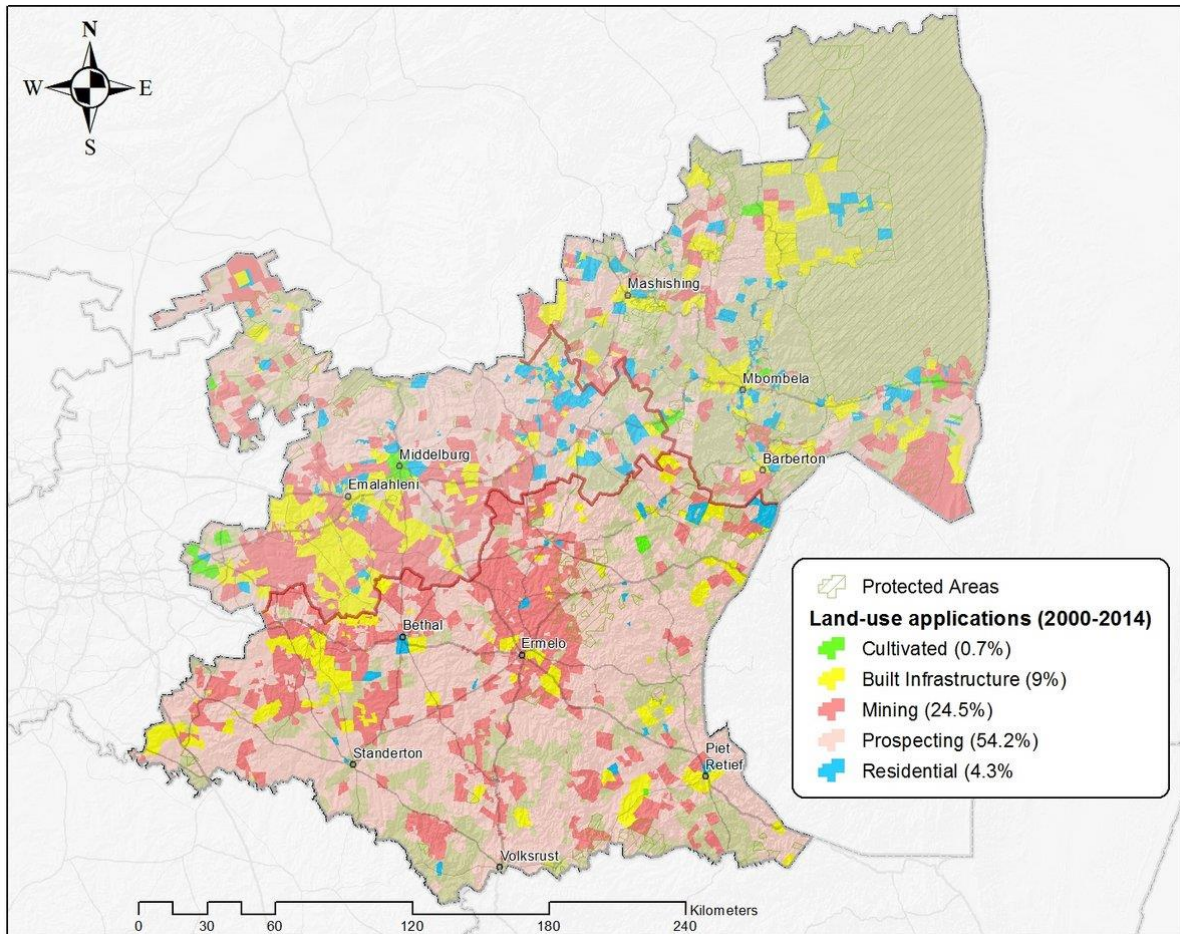 N
W E
S
Mashishing
Mbombela
Barberton
Middelburg
Emalahleni
Bethal
Ermelo
Standerton
Piet
Retief
Volksrust
Protected Areas
Land-use applications (2000-2014)
Cultivated (0.7%)
Built Infrastructure (9%)
Mining (24.5%)
Prospecting (54.2%)
Residential (4.3%
Kilometers
0 30 60 120 180 240